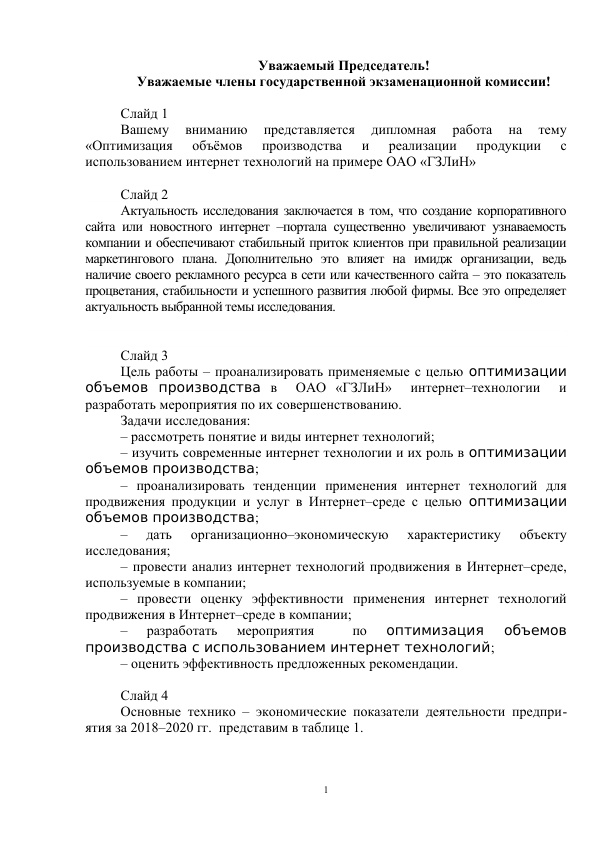 Уважаемый Председатель!
Уважаемые члены государственной экзаменационной комиссии!
Слайд 1
Вашему вниманию представляется дипломная работа на тему
«Оптимизация объёмов производства и реализации продукции с
использованием интернет технологий на примере ОАО «ГЗЛиН»
Слайд 2
Актуальность исследования заключается в том, что создание корпоративного
сайта или новостного интернет –портала существенно увеличивают узнаваемость
компании и обеспечивают стабильный приток клиентов при правильной реализации
маркетингового плана. Дополнительно это влияет на имидж организации, ведь
наличие своего рекламного ресурса в сети или качественного сайта – это показатель
процветания, стабильности и успешного развития любой фирмы. Все это определяет
актуальность выбранной темы исследования.
Слайд 3
Цель работы – проанализировать применяемые с целью оптимизации
объемов производства в ОАО «ГЗЛиН» интернет–технологии и
разработать мероприятия по их совершенствованию.
Задачи исследования:
– рассмотреть понятие и виды интернет технологий;
– изучить современные интернет технологии и их роль в оптимизации
объемов производства;
– проанализировать тенденции применения интернет технологий для
продвижения продукции и услуг в Интернет–среде с целью оптимизации
объемов производства;
– дать организационно–экономическую характеристику объекту
исследования;
– провести анализ интернет технологий продвижения в Интернет–среде,
используемые в компании;
– провести оценку эффективности применения интернет технологий
продвижения в Интернет–среде в компании;
– разработать мероприятия по оптимизация объемов
производства с использованием интернет технологий;
– оценить эффективность предложенных рекомендации.
Слайд 4
Основные технико – экономические показатели деятельности предпри-
ятия за 2018–2020 гг. представим в таблице 1.
1